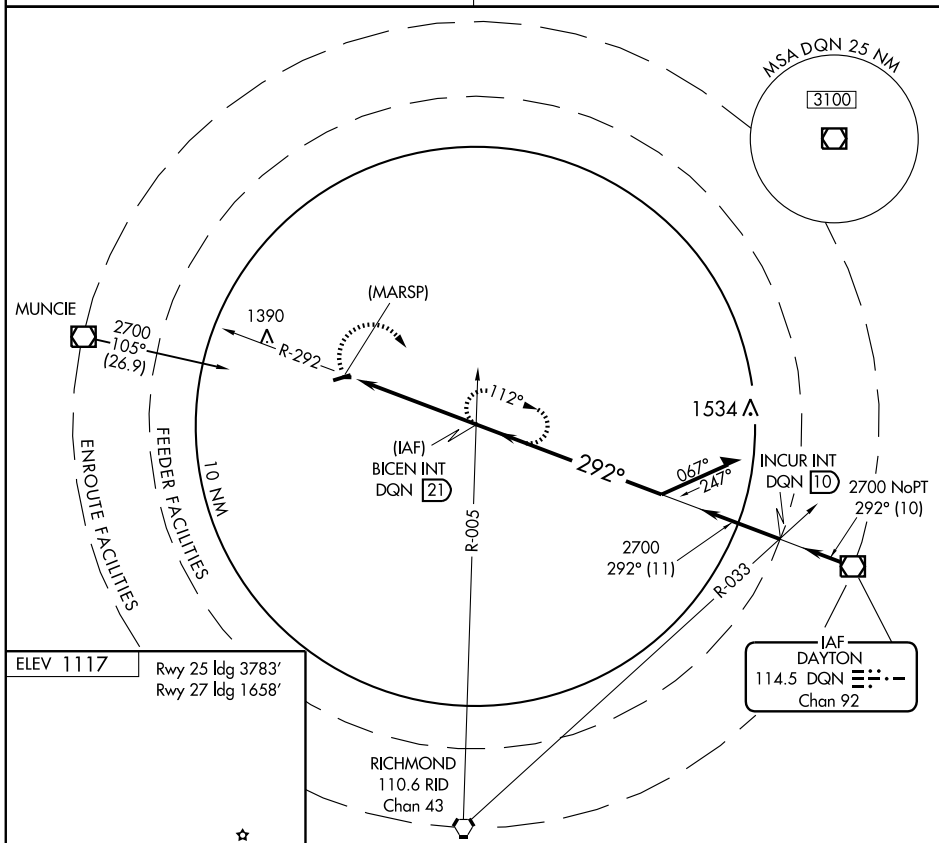 MSA DQN 25 NM
3100
MUNCIE
2700
105°
(26.9)
1390
R-292
(MARSP)
112°
(IAF)
BICEN INT
DQN 21
292°
1534
067°
247°
INCUR INT
DQN 10
2700 NoPT
292° (10)
2700
292° (11)
R-005
R-033
10 NM
FEEDER FACILITIES
ENROUTE FACILITIES
IAF
DAYTON
114.5 DQN
Chan 92
ELEV 1117
Rwy 25 ldg 3783'
Rwy 27 ldg 1658'
RICHMOND
110.6 RID
Chan 43